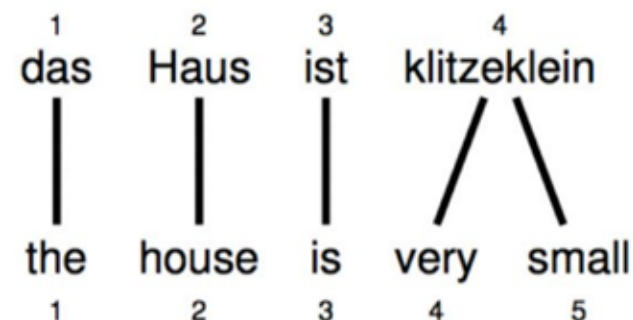 1 2 3 4
das Haus ist klitzeklein
the house is very small
1 2 3 4 5